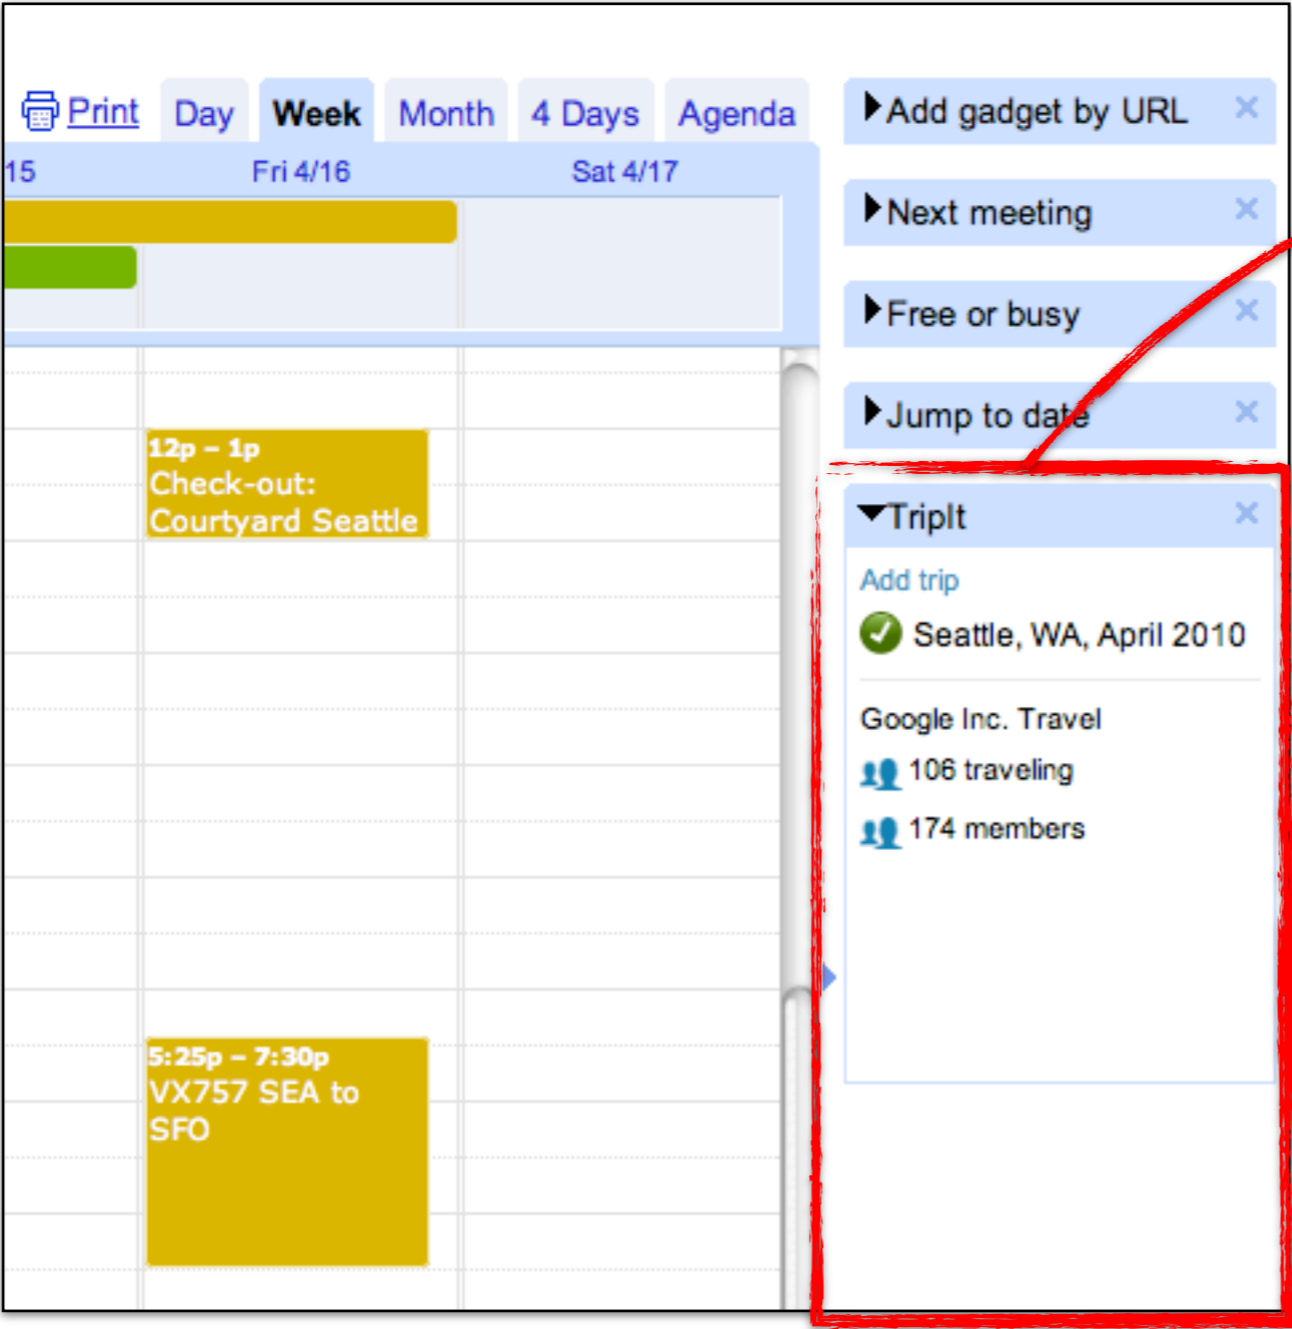 Print
Day
Week
Month
4 Days
Agenda
15
Fri 4/16
Sat 4/17
12p – 1p
Check-out:
Courtyard Seattle
5:25p – 7:30p
VX757 SEA to
SFO
Add gadget by URL
Next meeting
Free or busy
Jump to date
TripIt
Add trip
Seattle, WA, April 2010
Google Inc. Travel
106 traveling
174 members